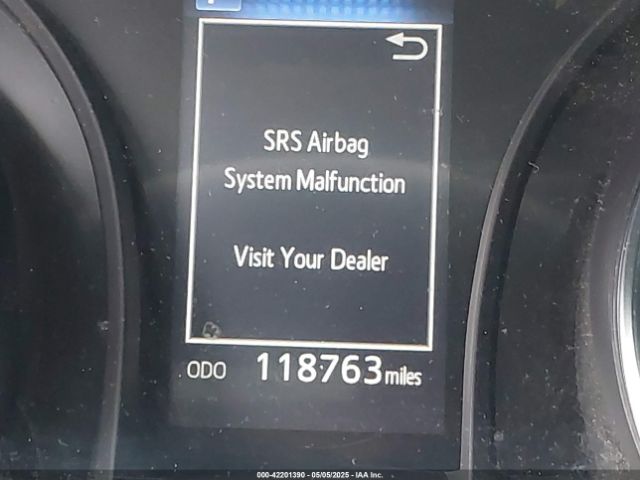 SRS Airbag
System Malfunction
Visit Your Dealer
ODO 118763 miles
000-42201390 - 05/05/2025 - IAA Inc.